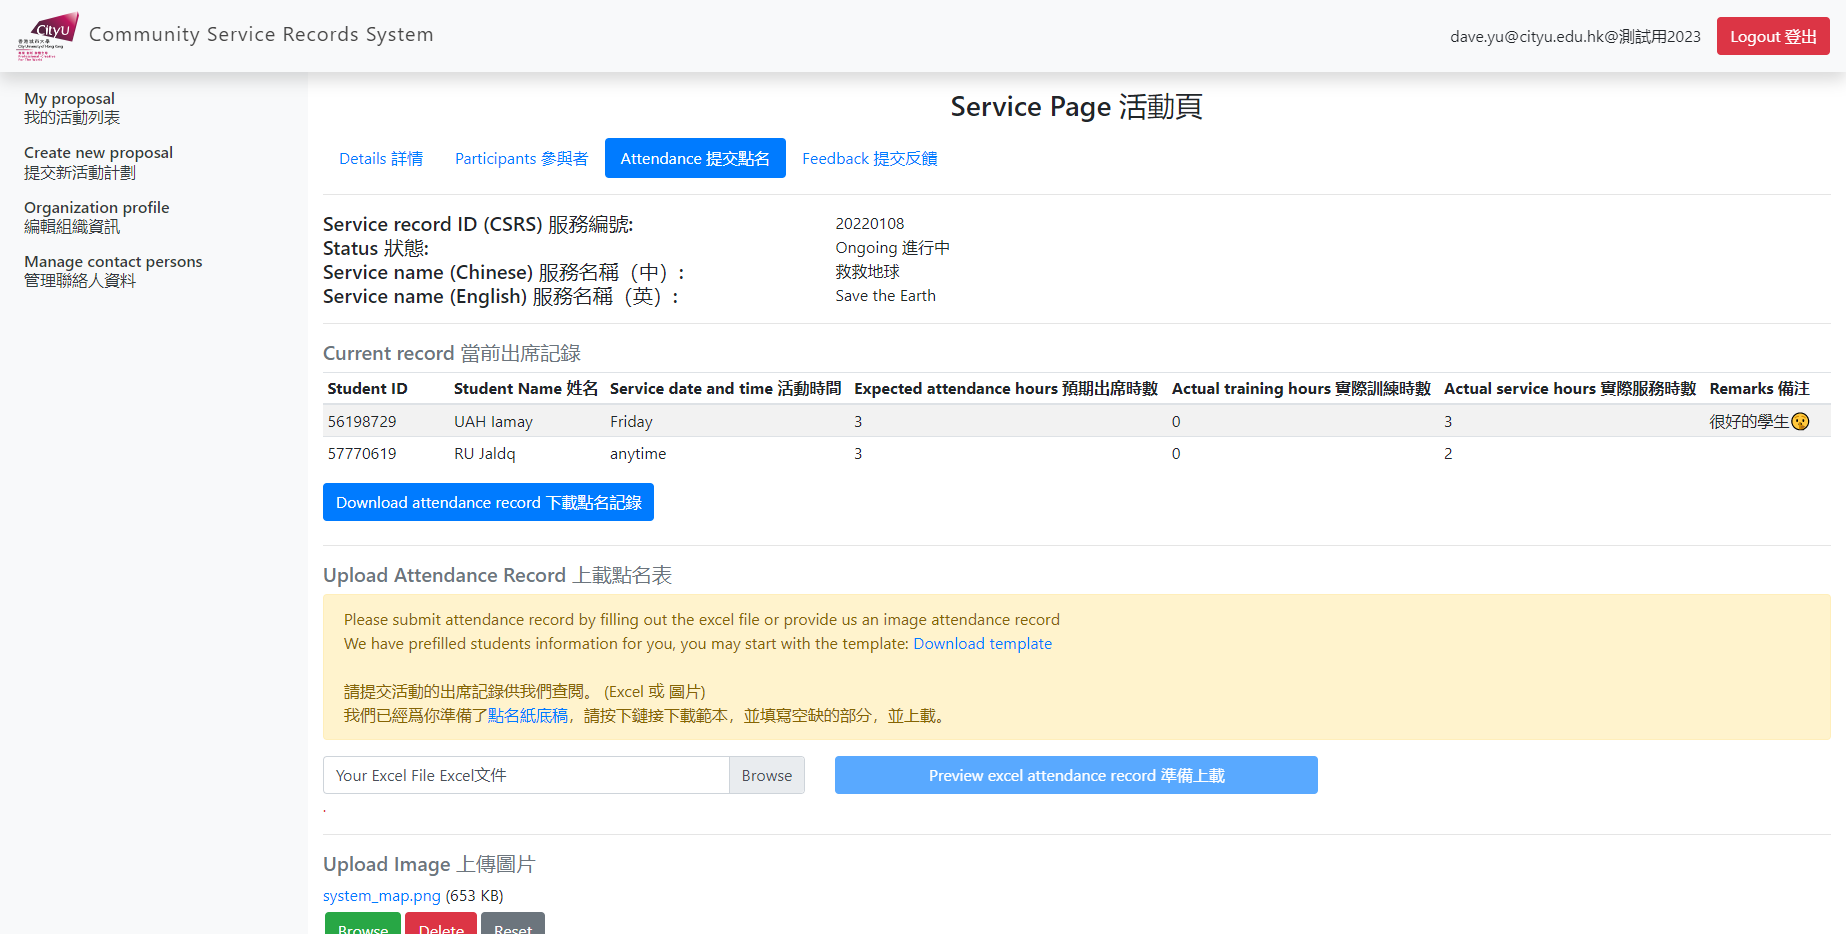 CityU
香港城市大學
City University of Hong Kong
Community Service Records System
dave.yu@cityu.edu.hk@測試用2023
Logout 登出
My proposal
我的活動列表
Create new proposal
提交新活動計劃
Organization profile
編輯組織資訊
Manage contact persons
管理聯絡人資料
Service Page 活動頁
Details 詳情 Participants 參與者 Attendance 提交點名 Feedback 提交反饋
Service record ID (CSRS) 服務編號: 20220108
Status 狀態: Ongoing 進行中
Service name (Chinese) 服務名稱（中）: 救救地球
Service name (English) 服務名稱（英）: Save the Earth
Current record 當前出席記錄
Student ID Student Name 姓名 Service date and time 活動時間 Expected attendance hours 預期出席時數 Actual training hours 實際訓練時數 Actual service hours 實際服務時數 Remarks 備注
56198729 UAH Iamay Friday 3 0 3 很好的學生😗
57770619 RU Jaldq anytime 3 0 2
Download attendance record 下載點名記錄
Upload Attendance Record 上載點名表
Please submit attendance record by filling out the excel file or provide us an image attendance record
We have prefilled students information for you, you may start with the template: Download template
請提交活動的出席記錄供我們查閱。 (Excel 或 圖片)
我們已經爲你準備了點名紙底稿，請按下鏈接下載範本，並填寫空缺的部分，並上載。
Your Excel File Excel文件 Browse
Preview excel attendance record 準備上載
.
Upload Image 上傳圖片
system_map.png (653 KB)
Browse Delete Reset